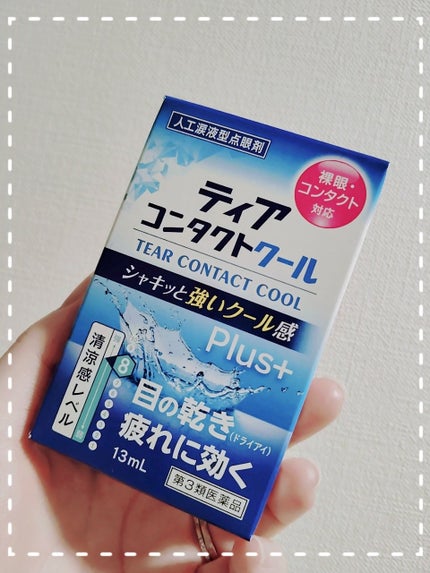 人工涙液型点眼剤
裸眼・
コンタクト
対応
ティア
コンタクトクール
TEAR CONTACT COOL
シャキッと強いクール感
Plus+
清涼感レベル
8
目の乾き(ドライアイ)
疲れに効く
13mL
第3類医薬品